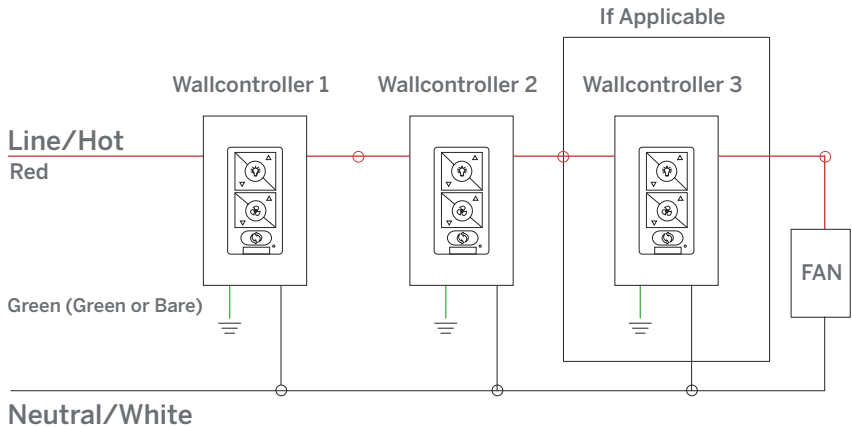 If Applicable
Wallcontroller 1
Wallcontroller 2
Wallcontroller 3
Line/Hot
Red
FAN
Green (Green or Bare)
Neutral/White